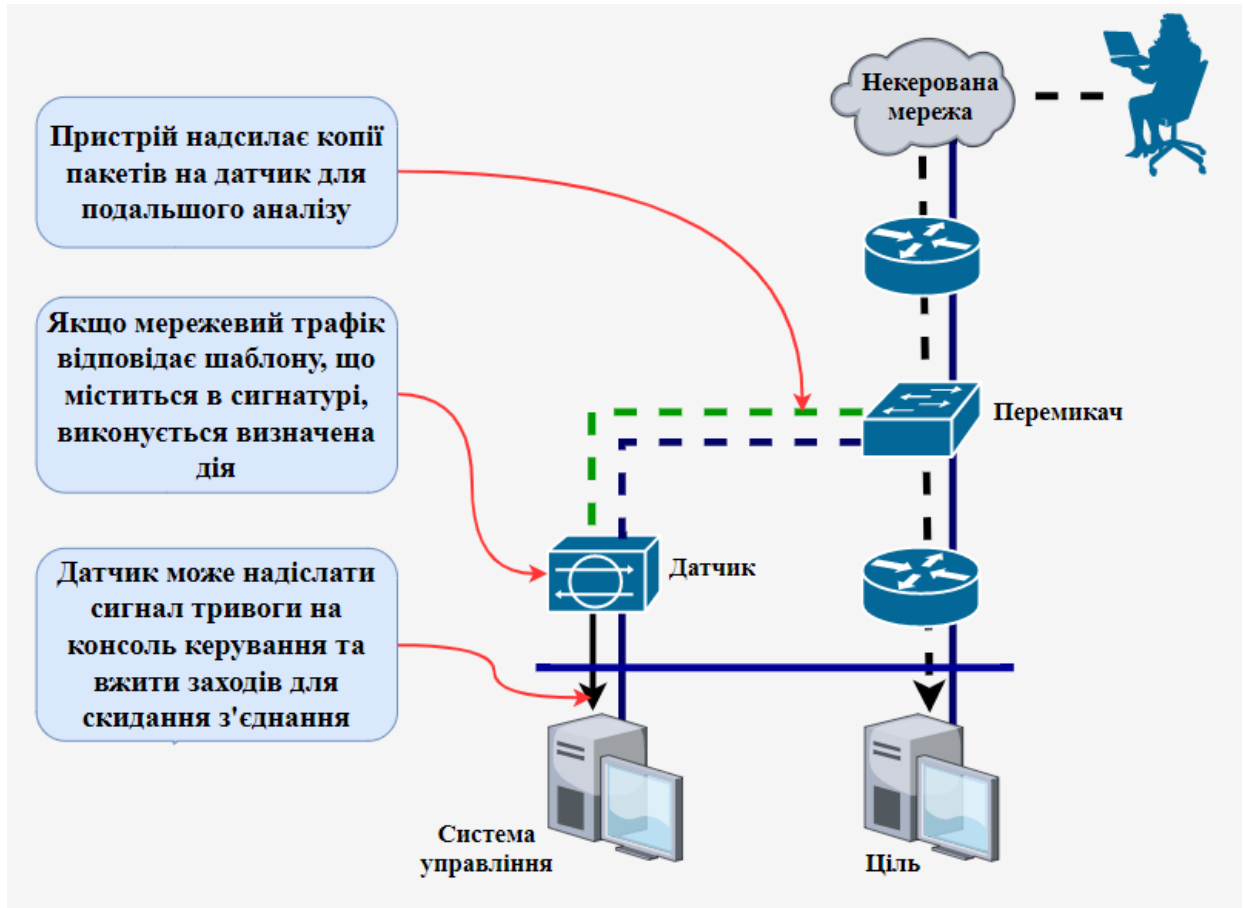 Некерована
мережа
Пристрій надсилає копії
пакетів на датчик для
подальшого аналізу
Якщо мережевий трафік
відповідає шаблону, що
міститься в сигнатурі,
виконується визначена
дія
Перемикач
Датчик
Датчик може надіслати
сигнал тривоги на
консоль керування та
вжити заходів для
скидання з'єднання
Система
управління
Ціль